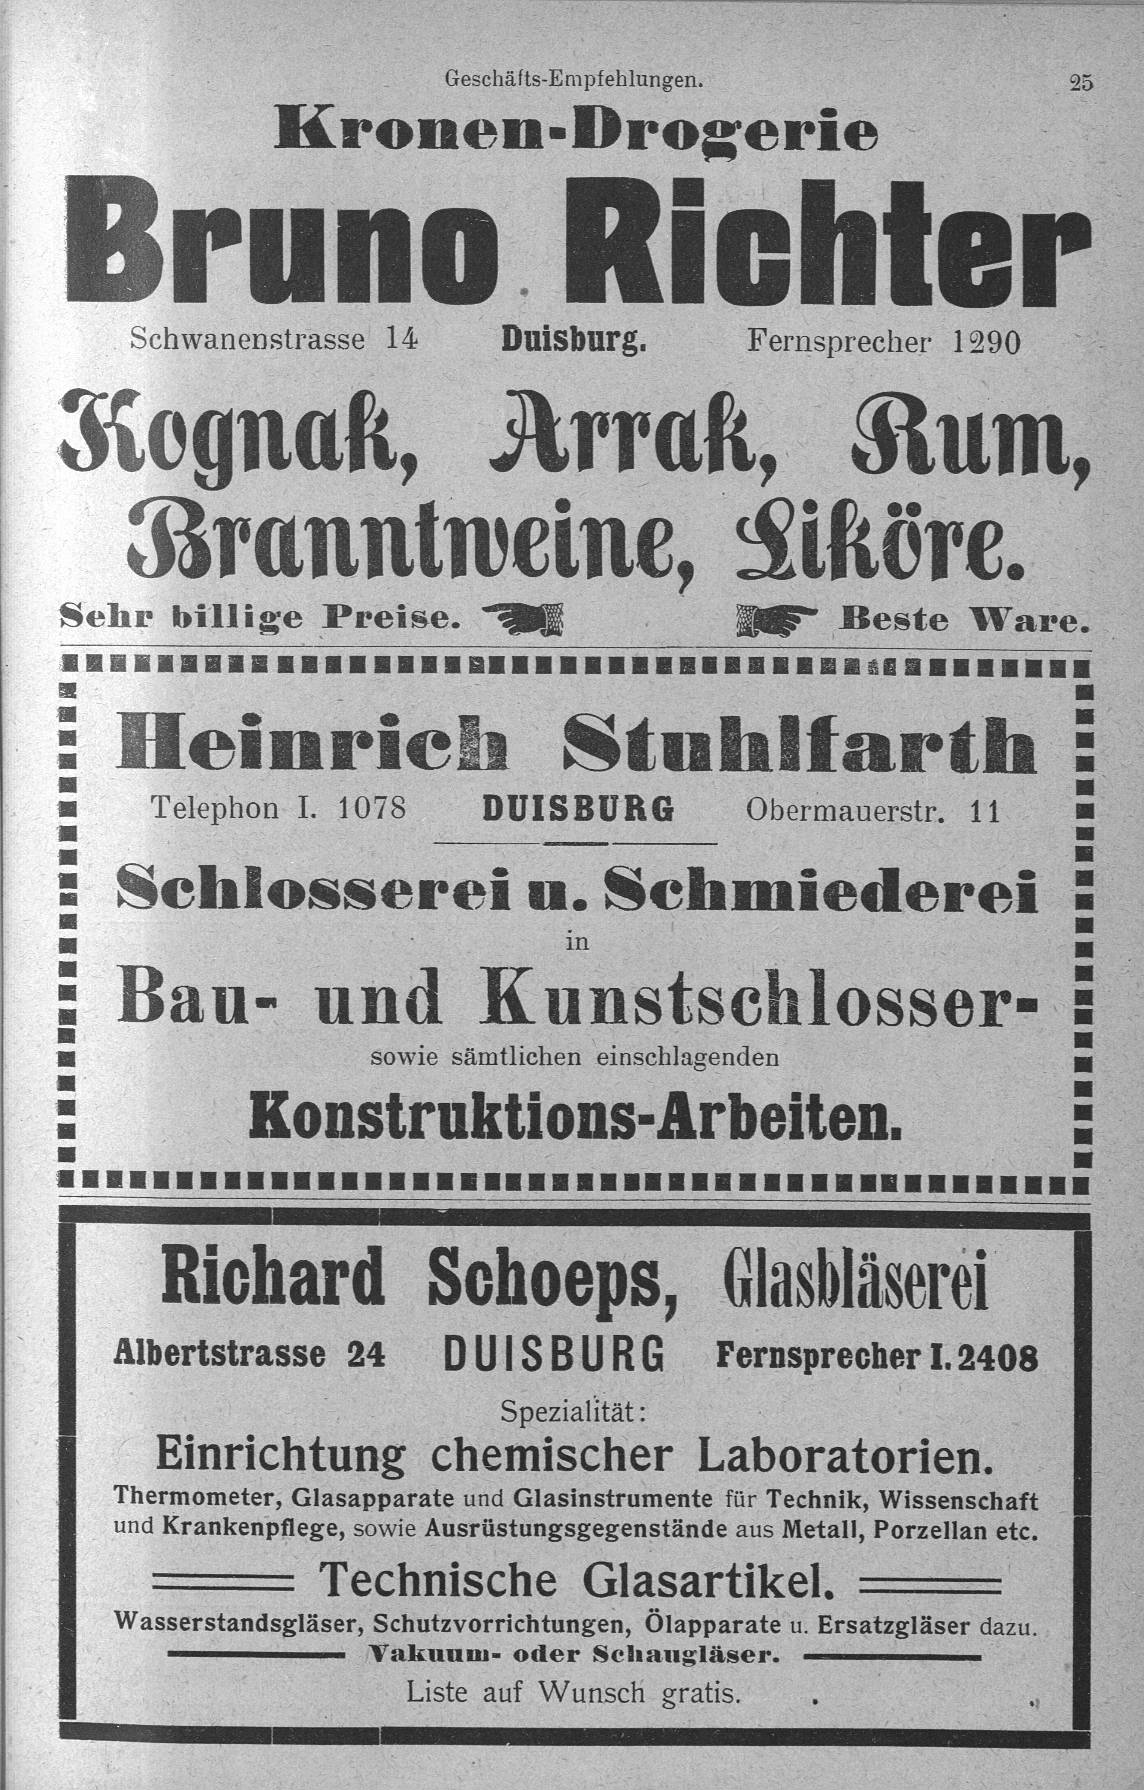 Geschäfts-Empfehlungen. 25
Kronen-Drogerie
Bruno Richter
Schwanenstrasse 14 Duisburg. Fernsprecher 1290
Kognak, Arrak, Rum,
Branntweine, Liköre.
Sehr billige Preise. Beste Ware.
Heinrich Stuhlfarth
Telephon I. 1078 DUISBURG Obermauerstr. 11
Schlosserei u. Schmiederei
in
Bau- und Kunstschlosser-
sowie sämtlichen einschlagenden
Konstruktions-Arbeiten.
Richard Schoeps, Glasbläserei
Albertstrasse 24 DUISBURG Fernsprecher I. 2408
Spezialität:
Einrichtung chemischer Laboratorien.
Thermometer, Glasapparate und Glasinstrumente für Technik, Wissenschaft
und Krankenpflege, sowie Ausrüstungsgegenstände aus Metall, Porzellan etc.
Technische Glasartikel.
Wasserstandsgläser, Schutzvorrichtungen, Ölapparate u. Ersatzgläser dazu.
Vakuum- oder Schaugläser.
Liste auf Wunsch gratis.